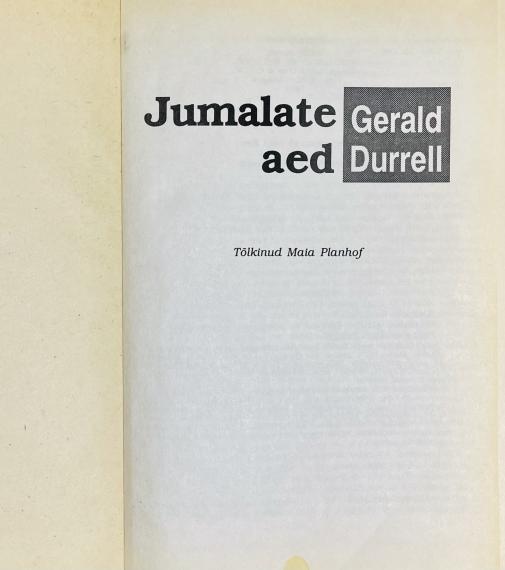 Jumalate
aed
Gerald
Durrell
Tõlkinud Maia Planhof